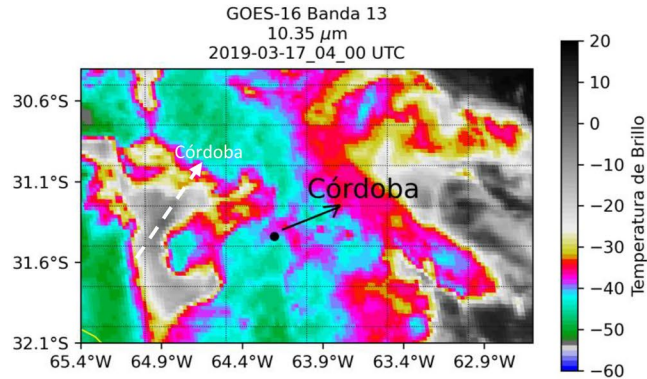 GOES-16 Banda 13
10.35 μm
2019-03-17_04_00 UTC
20
10
0
−10
−20
−30
−40
−50
−60
Temperatura de Brillo
30.6°S
31.1°S
31.6°S
32.1°S
Córdoba
Córdoba
65.4°W
64.9°W
64.4°W
63.9°W
63.4°W
62.9°W